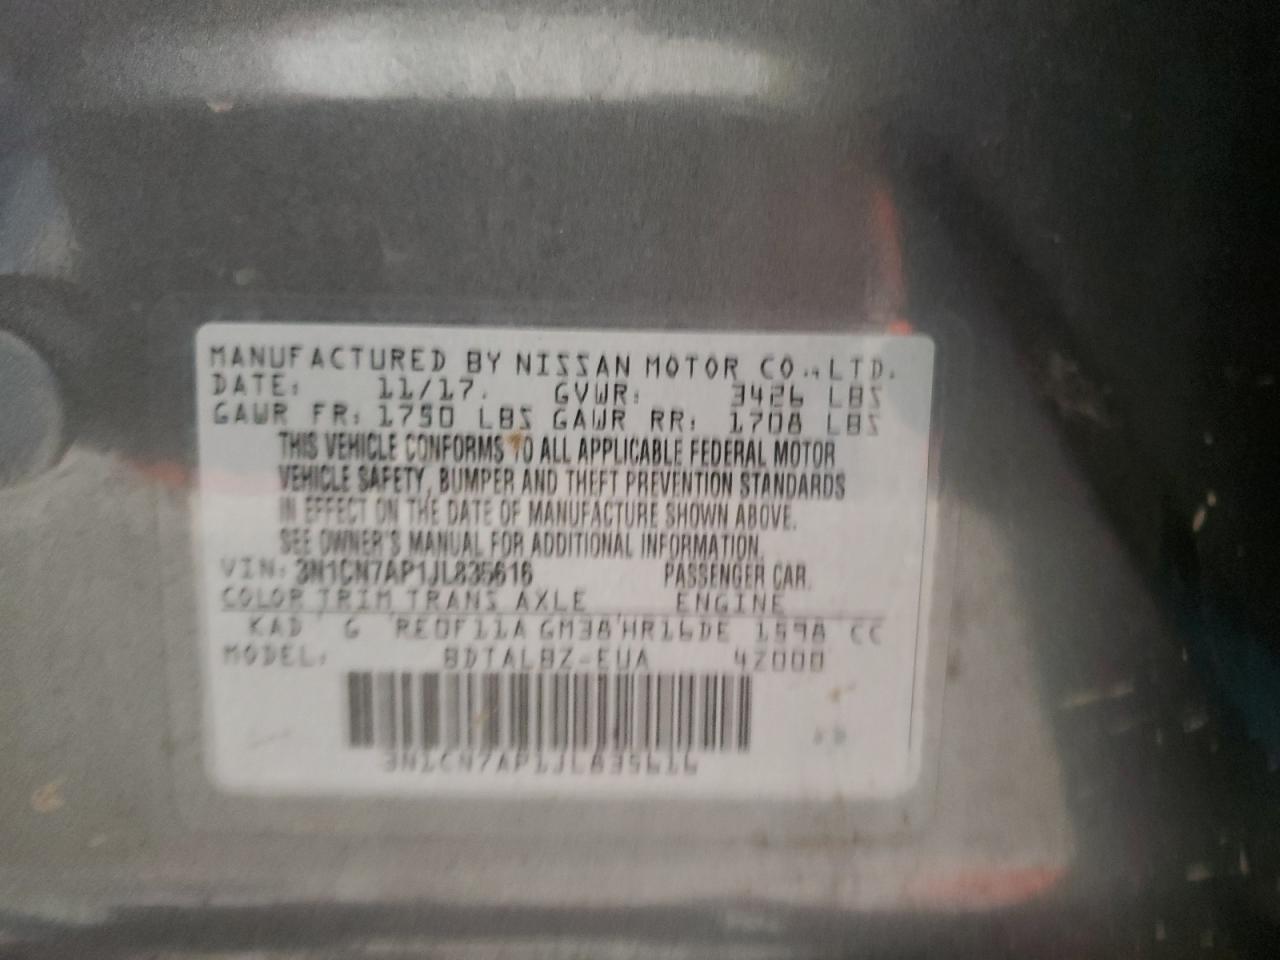 MANUFACTURED BY NISSAN MOTOR CO.,LTD.
DATE: 11/17. GVWR: 3426 LBS
GAWR FR: 1750 LBS GAWR RR: 1708 LBS
THIS VEHICLE CONFORMS TO ALL APPLICABLE FEDERAL MOTOR
VEHICLE SAFETY, BUMPER AND THEFT PREVENTION STANDARDS
IN EFFECT ON THE DATE OF MANUFACTURE SHOWN ABOVE.
SEE OWNER'S MANUAL FOR ADDITIONAL INFORMATION.
VIN: 3N1CN7AP1JL835616 PASSENGER CAR.
COLOR TRIM TRANS AXLE ENGINE
KAD G RE0F11A GM38 HR16DE 1598 CC
MODEL: BDTALBZ-EUA 42000
3N1CN7AP1JL835616